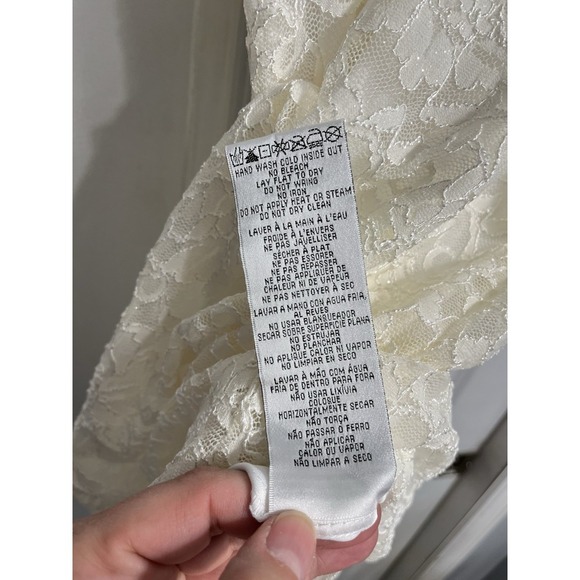 HAND WASH COLD INSIDE OUT
NO BLEACH
LAY FLAT TO DRY
DO NOT WRING
NO IRON
DO NOT APPLY HEAT OR STEAM
DO NOT DRY CLEAN
LAVER À LA MAIN À L'EAU
FROIDE À L'ENVERS
NE PAS JAVELLISER
SÉCHER À PLAT
NE PAS ESSORER
NE PAS REPASSER
NE PAS APPLIQUER DE
CHALEUR NI DE VAPEUR
NE PAS NETTOYER À SEC
LAVAR A MANO CON AGUA FRIA,
AL REVÉS
NO USAR BLANQUEADOR
SECAR SOBRE SUPERFICIE PLANA
NO ESTRUJAR
NO PLANCHAR
NO APLIQUE CALOR NI VAPOR
NO LIMPIAR EN SECO
LAVAR À MÃO COM ÁGUA
FRIA DE DENTRO PARA FORA
NÃO USAR LIXÍVIA
COLOQUE
HORIZONTALMENTE SECAR
NÃO TORÇA
NÃO PASSAR O FERRO
NÃO APLICAR
CALOR OU VAPOR
NÃO LIMPAR A SECO